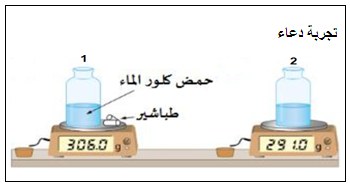 تجربة دعاء
1
2
حمض كلور الماء
طباشير
306.0 g
291.0 g